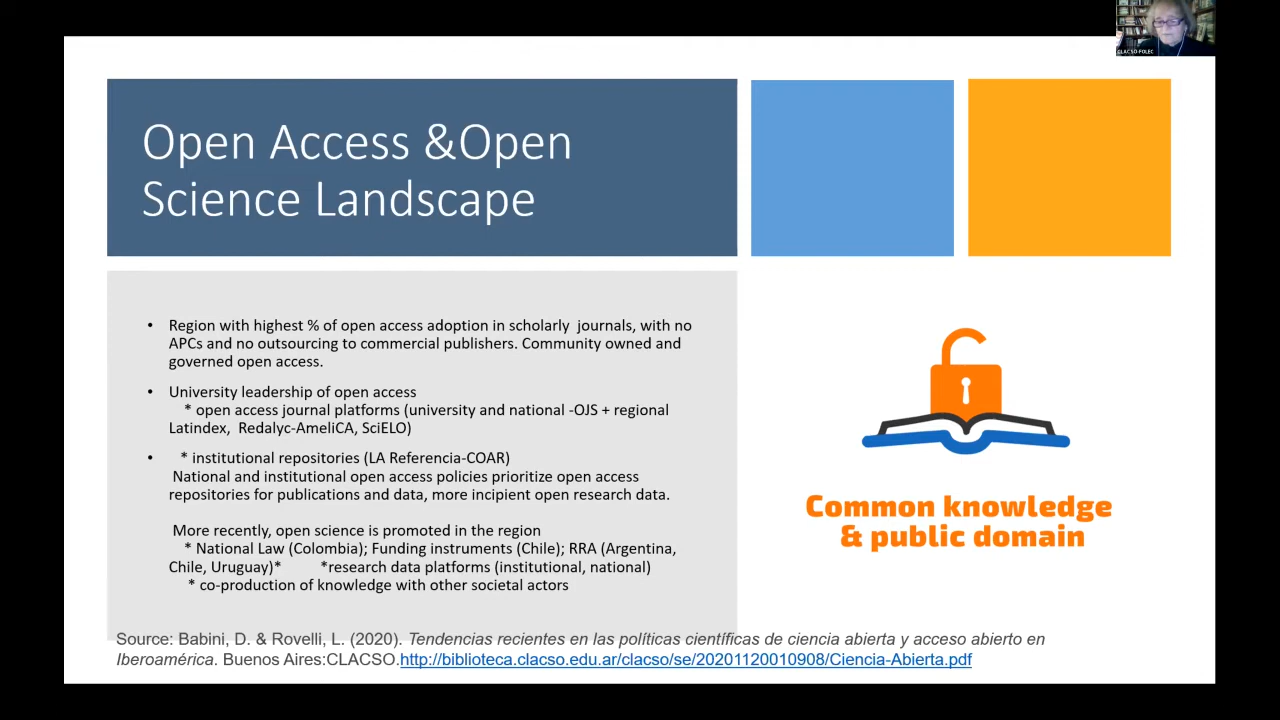 CLACSO-FOLEC
Open Access &Open
Science Landscape
• Region with highest % of open access adoption in scholarly journals, with no
APCs and no outsourcing to commercial publishers. Community owned and
governed open access.
• University leadership of open access
* open access journal platforms (university and national -OJS + regional
Latindex, Redalyc-AmeliCA, SciELO)
• * institutional repositories (LA Referencia-COAR)
National and institutional open access policies prioritize open access
repositories for publications and data, more incipient open research data.
More recently, open science is promoted in the region
* National Law (Colombia); Funding instruments (Chile); RRA (Argentina,
Chile, Uruguay)* *research data platforms (institutional, national)
* co-production of knowledge with other societal actors
Common knowledge
& public domain
Source: Babini, D. & Rovelli, L. (2020). Tendencias recientes en las políticas científicas de ciencia abierta y acceso abierto en
Iberoamérica. Buenos Aires:CLACSO.http://biblioteca.clacso.edu.ar/clacso/se/20201120010908/Ciencia-Abierta.pdf